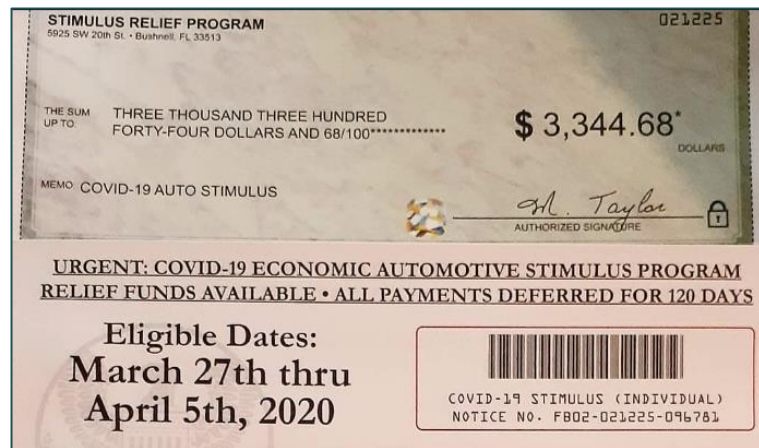 STIMULUS RELIEF PROGRAM
5925 SW 20th St. • Bushnell, FL 33513
021225
THE SUM
UP TO
THREE THOUSAND THREE HUNDRED
FORTY-FOUR DOLLARS AND 68/100*************
$ 3,344.68*
DOLLARS
MEMO COVID-19 AUTO STIMULUS
M. Taylor
AUTHORIZED SIGNATURE
URGENT: COVID-19 ECONOMIC AUTOMOTIVE STIMULUS PROGRAM
RELIEF FUNDS AVAILABLE • ALL PAYMENTS DEFERRED FOR 120 DAYS
Eligible Dates:
March 27th thru
April 5th, 2020
COVID-19 STIMULUS (INDIVIDUAL)
NOTICE NO. FB02-021225-096781